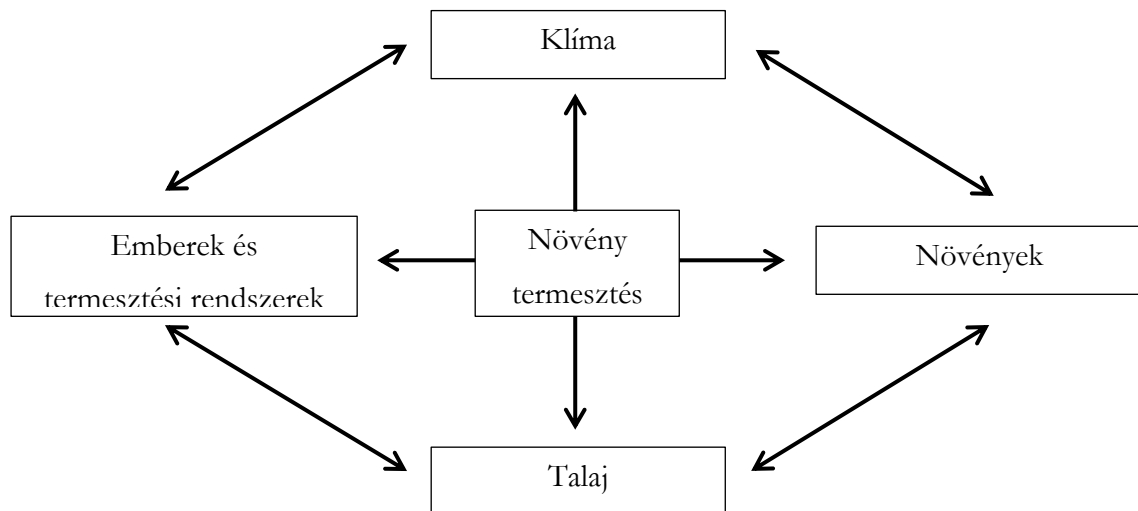 Klíma
Emberek és
termesztési rendszerek
Növény
termesztés
Növények
Talaj